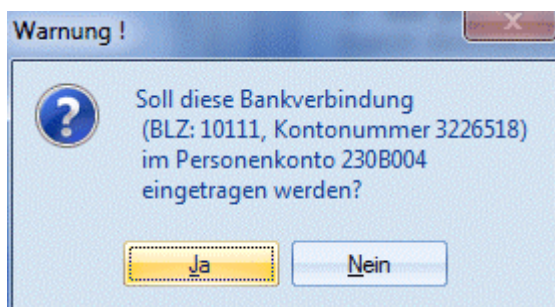 Warnung !
Soll diese Bankverbindung
(BLZ: 10111, Kontonummer 3226518)
im Personenkonto 230B004
eingetragen werden?
Ja
Nein